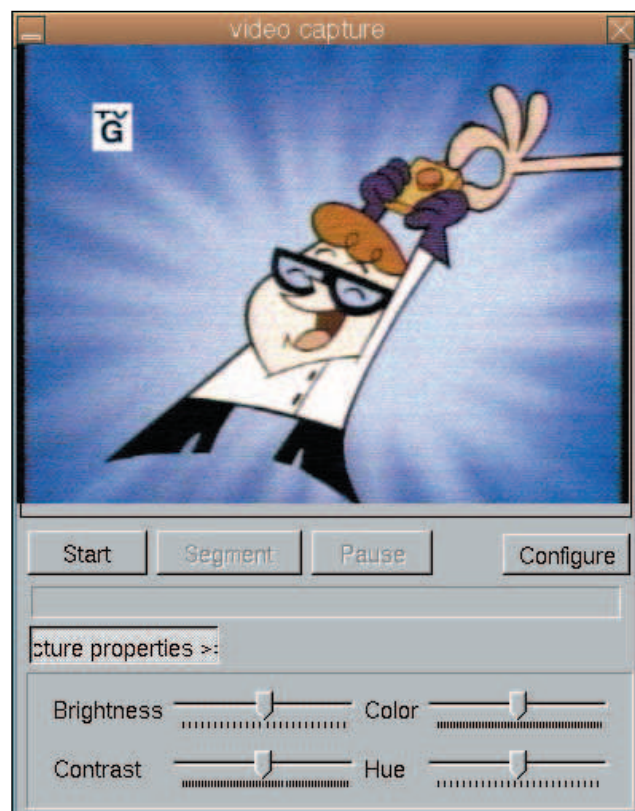 video capture
TV
G
Start Segment Pause Configure
cture properties >>
Brightness Color
Contrast Hue